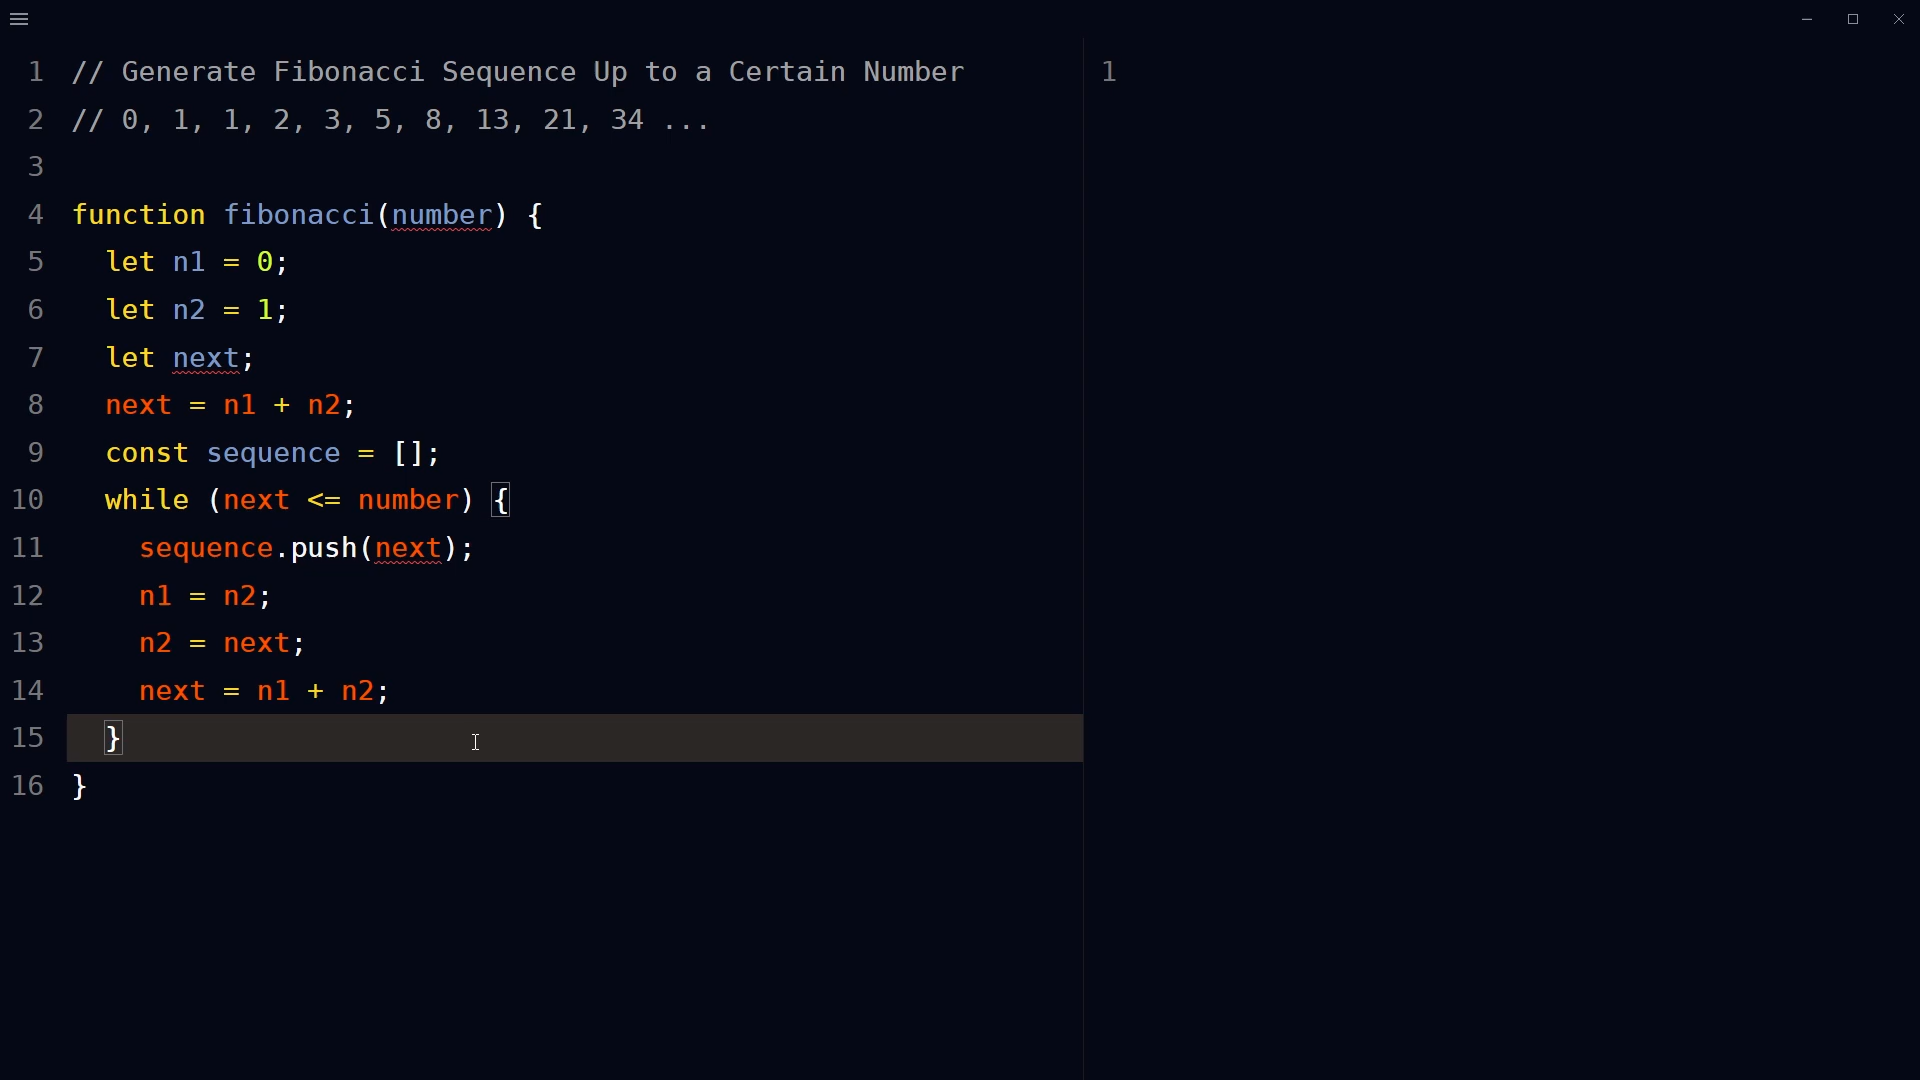 1 // Generate Fibonacci Sequence Up to a Certain Number
2 // 0, 1, 1, 2, 3, 5, 8, 13, 21, 34 ...
3
4 function fibonacci(number) {
5   let n1 = 0;
6   let n2 = 1;
7   let next;
8   next = n1 + n2;
9   const sequence = [];
10   while (next <= number) {
11     sequence.push(next);
12     n1 = n2;
13     n2 = next;
14     next = n1 + n2;
15   }
16 }
1